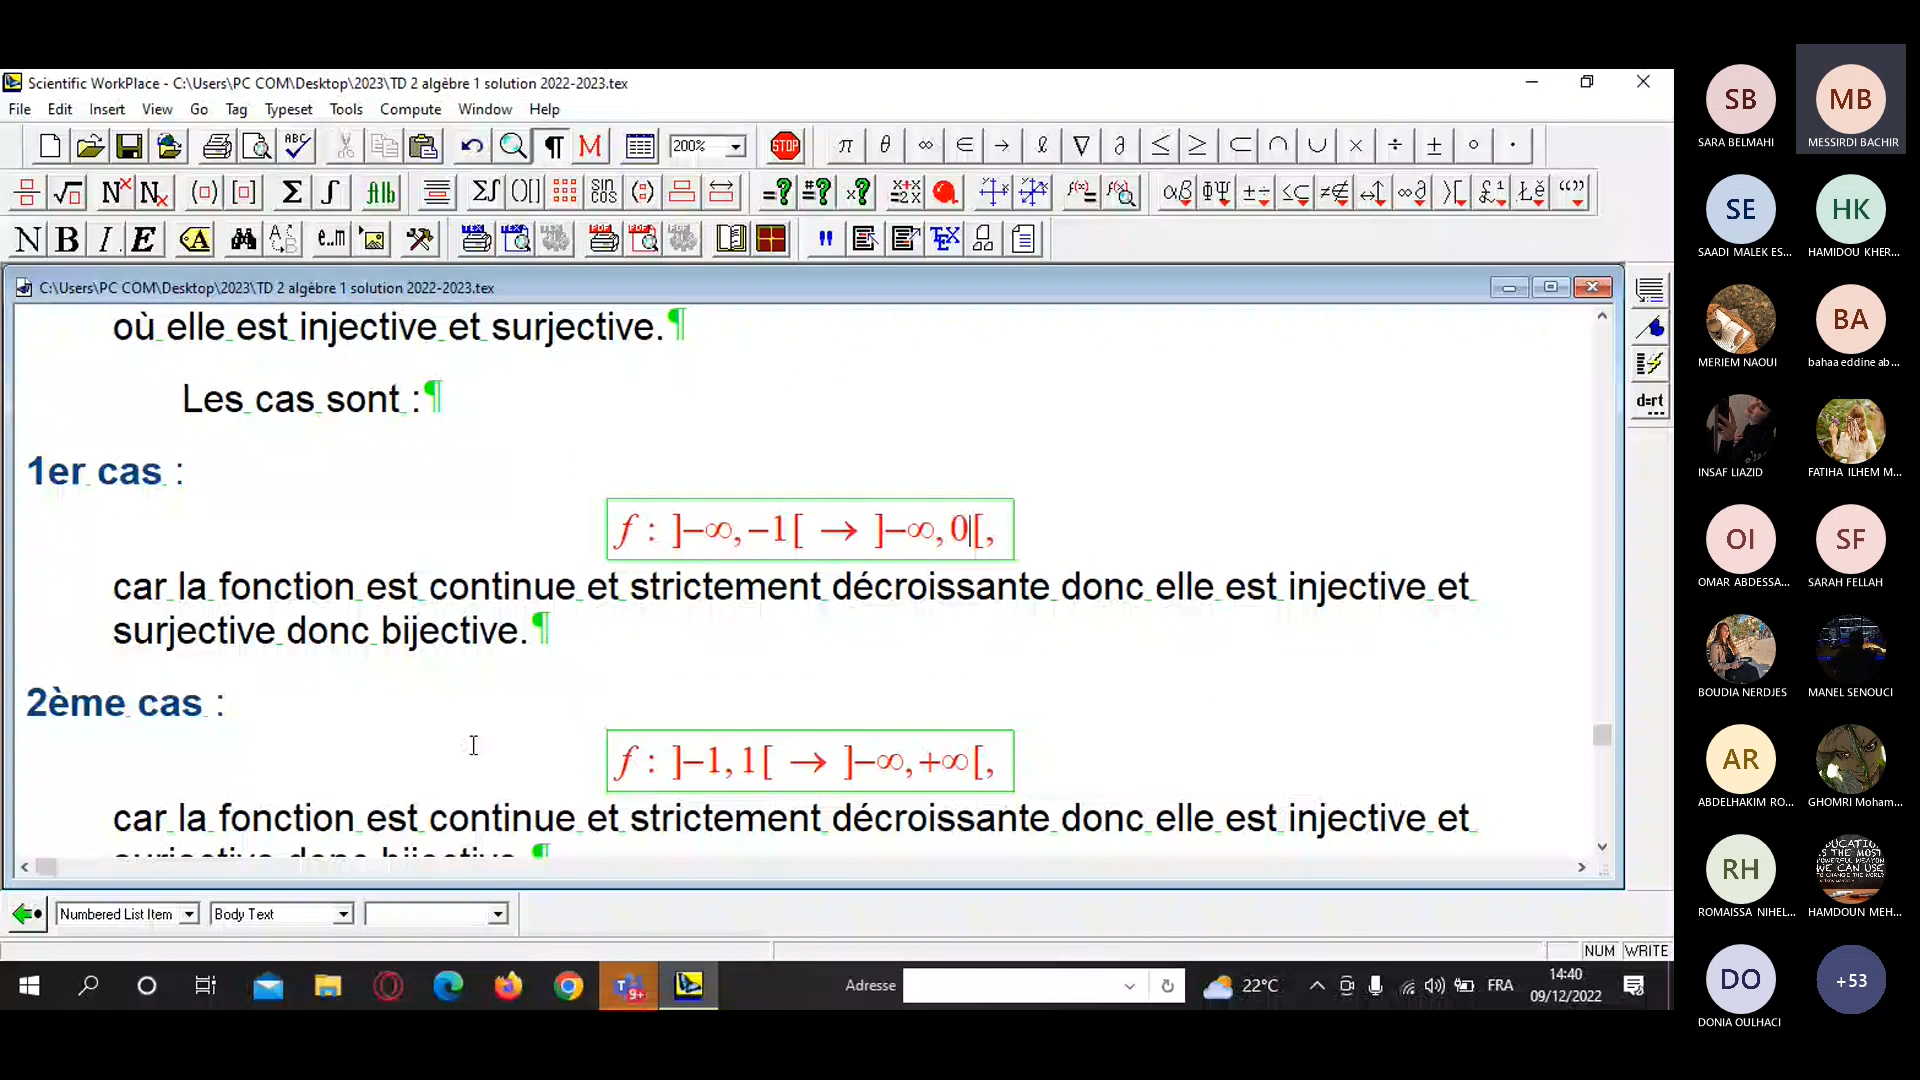 Scientific WorkPlace - C:\Users\PC COM\Desktop\2023\TD 2 algèbre 1 solution 2022-2023.tex
File Edit Insert View Go Tag Typeset Tools Compute Window Help
200%
STOP
N B I E
C:\Users\PC COM\Desktop\2023\TD 2 algèbre 1 solution 2022-2023.tex
où elle est injective et surjective.¶
Les cas sont :¶
1er cas :
f : ]−∞, −1[ → ]−∞, 0[,
car la fonction est continue et strictement décroissante donc elle est injective et
surjective donc bijective.¶
2ème cas :
f : ]−1, 1[ → ]−∞, +∞[,
car la fonction est continue et strictement décroissante donc elle est injective et
surjective donc bijective.¶
Numbered List Item Body Text
NUM WRITE
Adresse 22°C FRA 14:40
09/12/2022
SB MB
SARA BELMAHI MESSIRDI BACHIR
SE HK
SAADI MALEK ES... HAMIDOU KHER...
BA
MERIEM NAOUI bahaa eddine ab...
INSAF LIAZID FATIHA ILHEM M...
OI SF
OMAR ABDESSA... SARAH FELLAH
BOUDIA NERDJES MANEL SENOUCI
AR
ABDELHAKIM RO... GHOMRI Moham...
RH
ROMAISSA NIHEL... HAMDOUN MEH...
DO +53
DONIA OULHACI